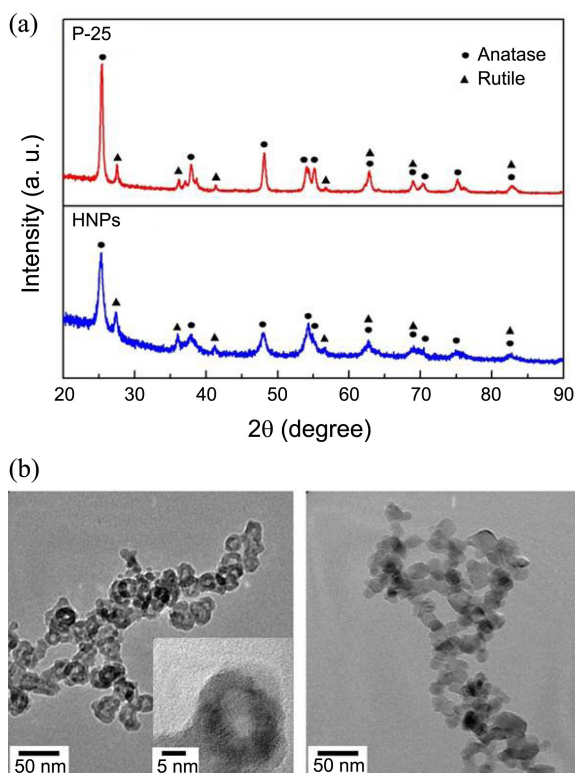 (a)
P-25
● Anatase
▲ Rutile
HNPs
Intensity (a. u.)
20 30 40 50 60 70 80 90
2θ (degree)
(b)
50 nm
5 nm
50 nm